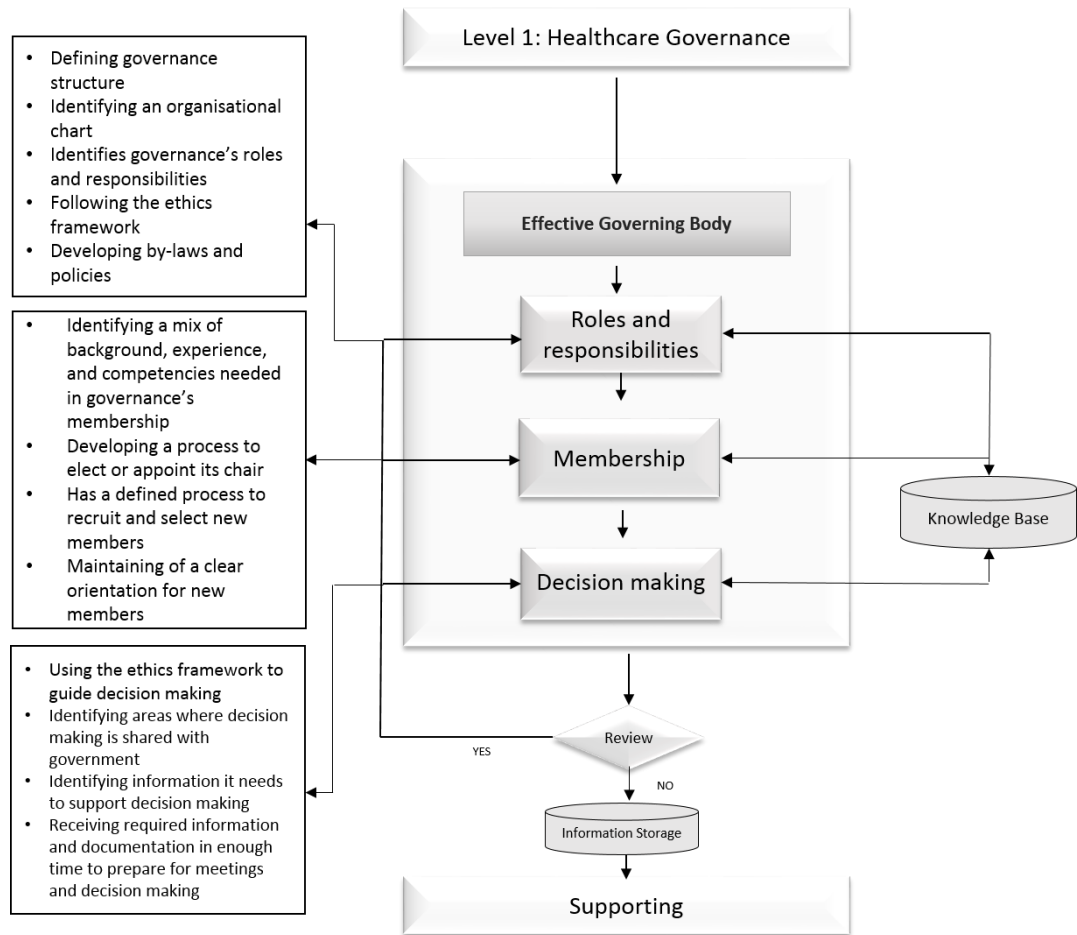 Level 1: Healthcare Governance
• Defining governance
structure
• Identifying an organisational
chart
• Identifies governance’s roles
and responsibilities
• Following the ethics
framework
• Developing by-laws and
policies
• Identifying a mix of
background, experience,
and competencies needed
in governance’s
membership
• Developing a process to
elect or appoint its chair
• Has a defined process to
recruit and select new
members
• Maintaining of a clear
orientation for new
members
• Using the ethics framework to
guide decision making
• Identifying areas where decision
making is shared with
government
• Identifying information it needs
to support decision making
• Receiving required information
and documentation in enough
time to prepare for meetings
and decision making
Effective Governing Body
Roles and
responsibilities
Membership
Decision making
Knowledge Base
Review
YES
NO
Information Storage
Supporting